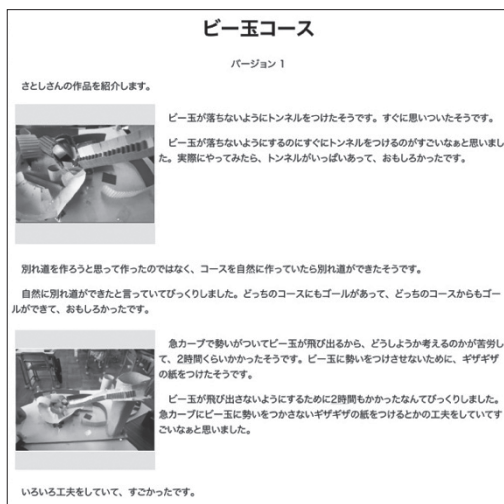 ビー玉コース
バージョン 1
さとしさんの作品を紹介します。
ビー玉が落ちないようにトンネルをつけたそうです。すぐに思いついたそうです。
ビー玉が落ちないようにするのにすぐにトンネルをつけるのがすごいなぁと思いまし
た。実際にやってみたら、トンネルがいっぱいあって、おもしろかったです。
別れ道を作ろうと思って作ったのではなく、コースを自然に作っていたら別れ道ができたそうです。
自然に別れ道ができたと言っていてびっくりしました。どっちのコースにもゴールがあって、どっちのコースからもゴー
ルができて、おもしろかったです。
急カーブで勢いがついてビー玉が飛び出るから、どうしようか考えるのかが苦労し
て、2時間くらいかかったそうです。ビー玉に勢いをつけさせないために、ギザギザ
の紙をつけたそうです。
ビー玉が飛び出さないようにするために2時間もかかったなんてびっくりしました。
急カーブにビー玉に勢いをつかさないギザギザの紙をつけるとかの工夫をしていてす
ごいなぁと思いました。
いろいろ工夫をしていて、すごかったです。